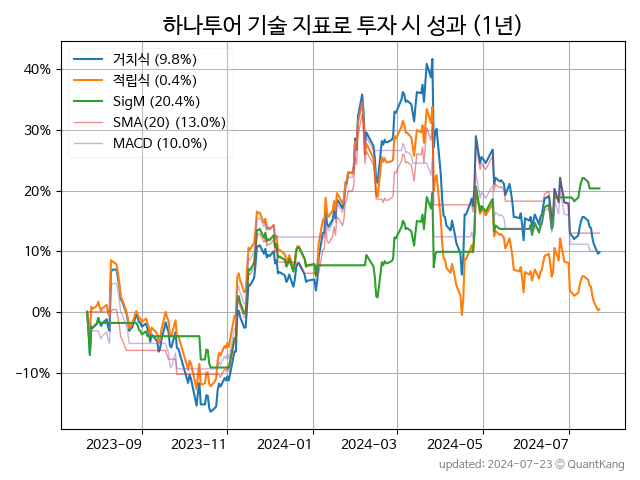 하나투어 기술 지표로 투자 시 성과 (1년)
거치식 (9.8%)
적립식 (0.4%)
SigM (20.4%)
SMA(20) (13.0%)
MACD (10.0%)
40%
30%
20%
10%
0%
−10%
2023-09 2023-11 2024-01 2024-03 2024-05 2024-07
updated: 2024-07-23 © QuantKang